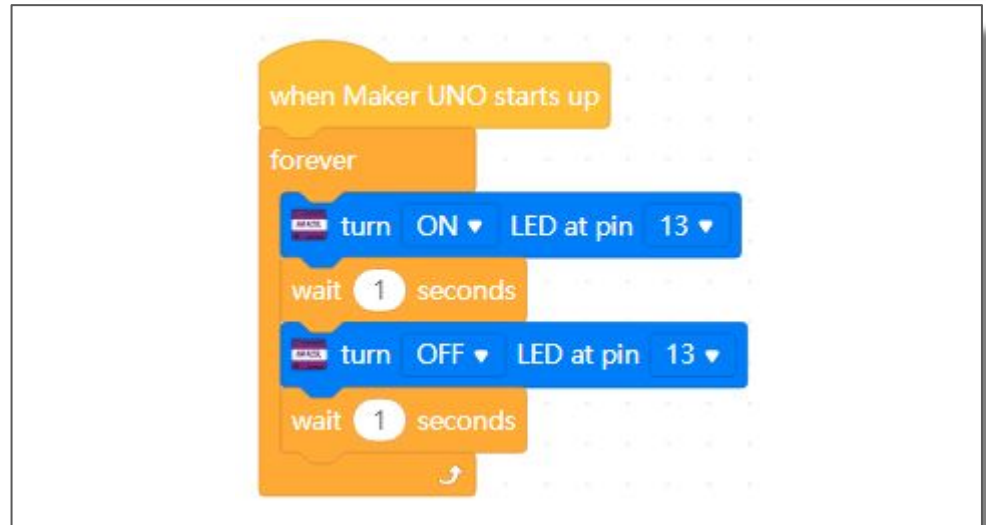 when Maker UNO starts up
forever
turn ON LED at pin 13
wait 1 seconds
turn OFF LED at pin 13
wait 1 seconds